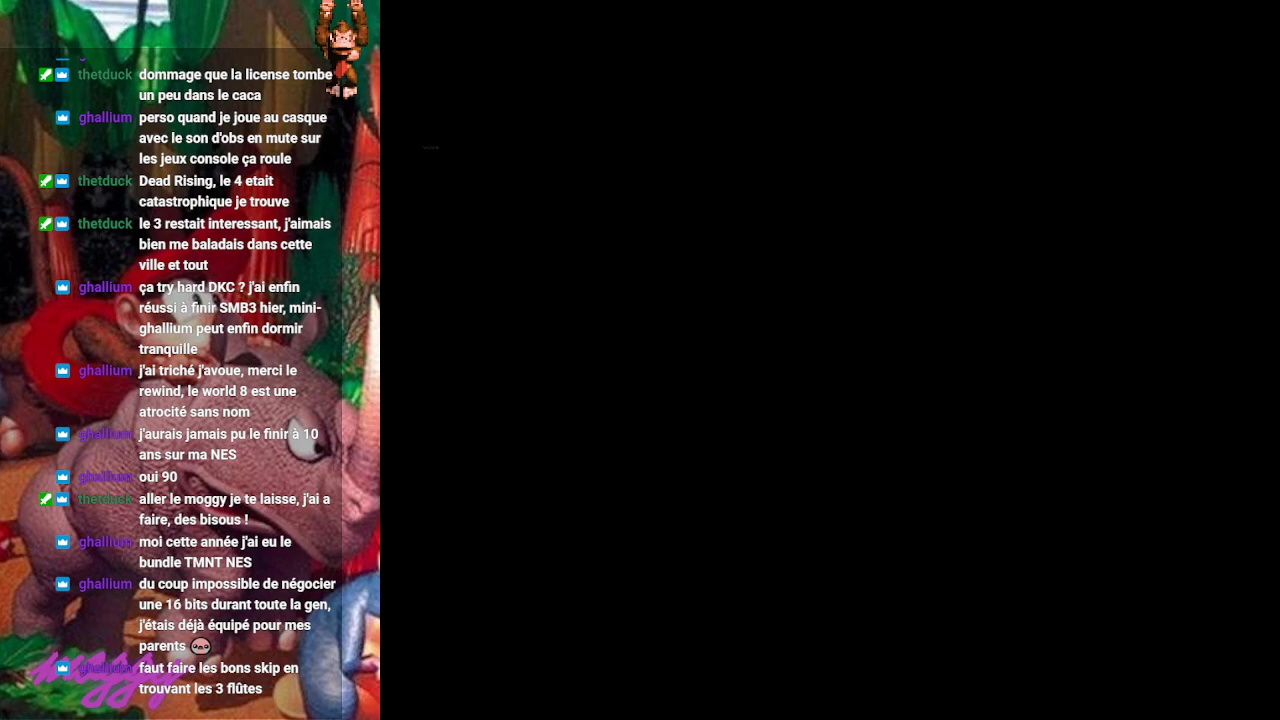 thetduck dommage que la license tombe
un peu dans le caca
ghallium perso quand je joue au casque
avec le son d'obs en mute sur
les jeux console ça roule
thetduck Dead Rising, le 4 etait
catastrophique je trouve
thetduck le 3 restait interessant, j'aimais
bien me baladais dans cette
ville et tout
ghallium ça try hard DKC ? j'ai enfin
réussi à finir SMB3 hier, mini-
ghallium peut enfin dormir
tranquille
ghallium j'ai triché j'avoue, merci le
rewind, le world 8 est une
atrocité sans nom
ghallium j'aurais jamais pu le finir à 10
ans sur ma NES
ghallium oui 90
thetduck aller le moggy je te laisse, j'ai a
faire, des bisous !
ghallium moi cette année j'ai eu le
bundle TMNT NES
ghallium du coup impossible de négocier
une 16 bits durant toute la gen,
j'étais déjà équipé pour mes
parents
ghallium faut faire les bons skip en
trouvant les 3 flûtes
moggy